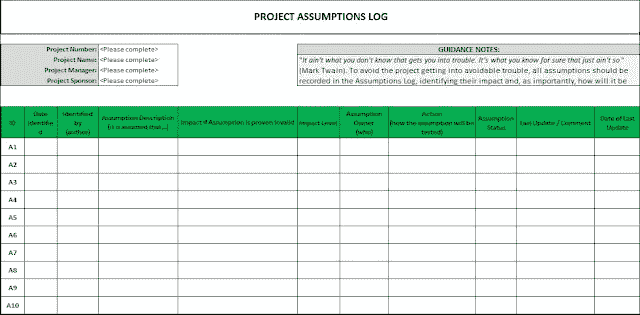 PROJECT ASSUMPTIONS LOG
Project Number: <Please complete>
Project Name: <Please complete>
Project Manager: <Please complete>
Project Sponsor: <Please complete>
GUIDANCE NOTES:
"It ain't what you don't know that gets you into trouble. It's what you know for sure that just ain't so"
(Mark Twain). To avoid the project getting into avoidable trouble, all assumptions should be
recorded in the Assumptions Log, identifying their impact and, as importantly, how will it be
ID
Date Identified
Identified by (author)
Assumption Description (It is assumed that...)
Impact if Assumption is proven invalid
Impact Level
Assumption Owner (who)
Action (how the assumption will be tested)
Assumption Status
Last Update / Comment
Date of Last Update
A1
A2
A3
A4
A5
A6
A7
A8
A9
A10